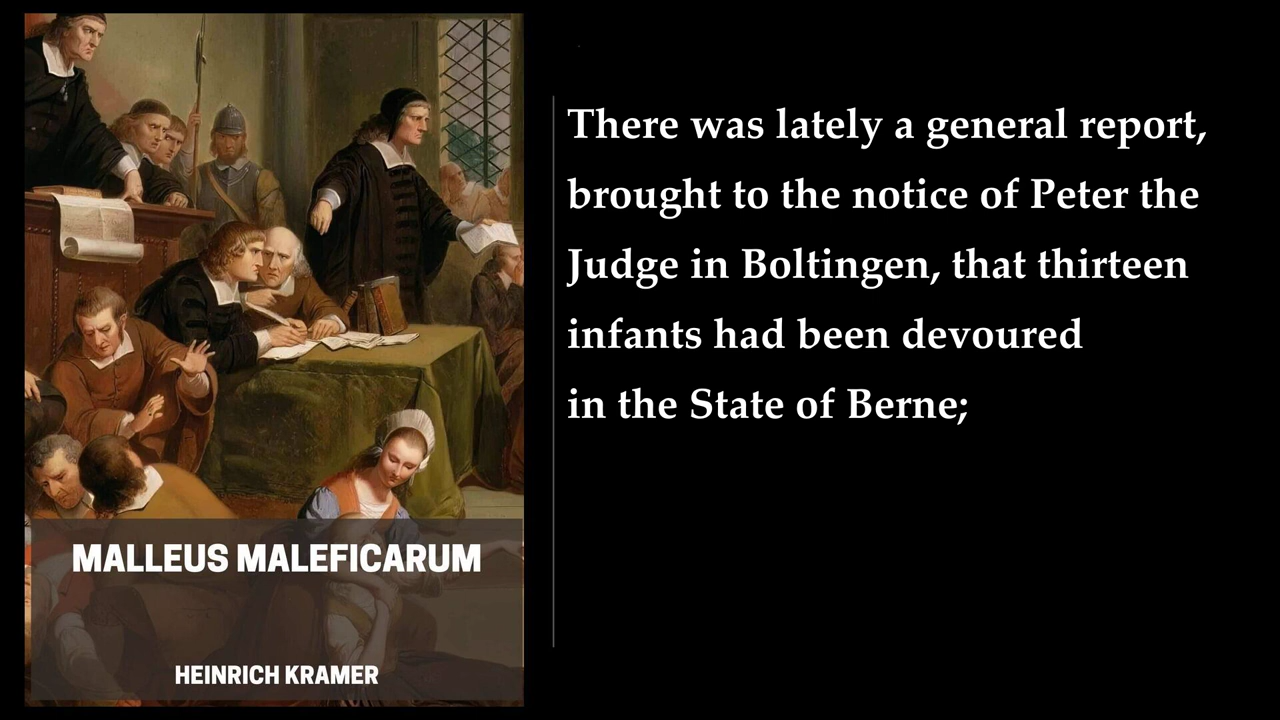 There was lately a general report,
brought to the notice of Peter the
Judge in Boltingen, that thirteen
infants had been devoured
in the State of Berne;
MALLEUS MALEFICARUM
HEINRICH KRAMER